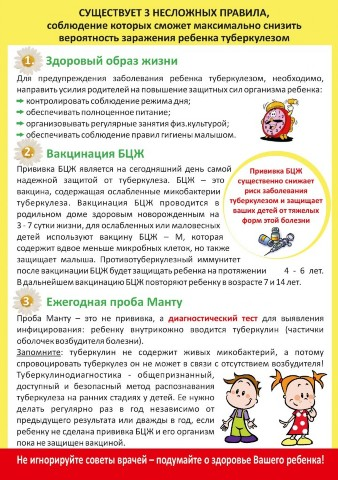 СУЩЕСТВУЕТ 3 НЕСЛОЖНЫХ ПРАВИЛА,
соблюдение которых сможет максимально снизить
вероятность заражения ребенка туберкулезом
1. Здоровый образ жизни
Для предупреждения заболевания ребенка туберкулезом, необходимо,
направить усилия родителей на повышение защитных сил организма ребенка:
контролировать соблюдение режима дня;
обеспечивать полноценное питание;
организовывать регулярные занятия физ.культурой;
обеспечивать соблюдение правил гигиены малышом.
2. Вакцинация БЦЖ
Прививка БЦЖ является на сегодняшний день самой
надежной защитой от туберкулеза. БЦЖ – это
вакцина, содержащая ослабленные микобактерии
туберкулеза. Вакцинация БЦЖ проводится в
родильном доме здоровым новорожденным на
3 - 7 сутки жизни, для ослабленных или маловесных
детей используют вакцину БЦЖ – М, которая
содержит вдвое меньше микробных клеток, но также
защищает малыша. Противотуберкулезный иммунитет
после вакцинации БЦЖ будет защищать ребенка на протяжении 4 - 6 лет.
В дальнейшем вакцинацию БЦЖ повторяют ребенку в возрасте 7 и 14 лет.
Прививка БЦЖ
существенно снижает
риск заболевания
туберкулезом и защищает
ваших детей от тяжелых
форм этой болезни
3. Ежегодная проба Манту
Проба Манту – это не прививка, а диагностический тест для выявления
инфицирования: ребенку внутрикожно вводится туберкулин (частички
оболочек возбудителя болезни).
Запомните: туберкулин не содержит живых микобактерий, а потому
спровоцировать туберкулез он не может в связи с отсутствием возбудителя!
Туберкулинодиагностика - общепризнанный,
доступный и безопасный метод распознавания
туберкулеза на ранних стадиях у детей. Ее нужно
делать регулярно раз в год независимо от
предыдущего результата или дважды в год, если
ребенку не сделана прививка БЦЖ и его организм
пока не защищен вакциной.
Не игнорируйте советы врачей – подумайте о здоровье Вашего ребенка!